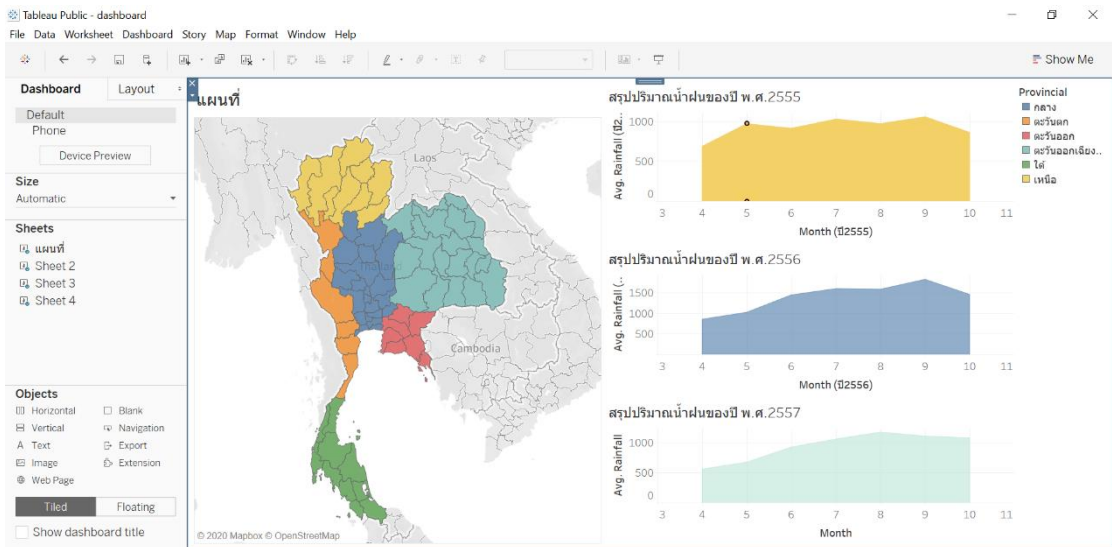 Tableau Public - dashboard
File Data Worksheet Dashboard Story Map Format Window Help
Show Me
Dashboard Layout
Default
Phone
Device Preview
Size
Automatic
Sheets
แผนที่
Sheet 2
Sheet 3
Sheet 4
Objects
Horizontal Blank
Vertical Navigation
A Text Export
Image Extension
Web Page
Tiled Floating
Show dashboard title
แผนที่
Laos
Thailand
Cambodia
© 2020 Mapbox © OpenStreetMap
สรุปปริมาณน้ำฝนของปี พ.ศ.2555
Avg. Rainfall (ปี2..
1000
500
0
3 4 5 6 7 8 9 10 11
Month (ปี2555)
สรุปปริมาณน้ำฝนของปี พ.ศ.2556
Avg. Rainfall (..
1500
1000
500
3 4 5 6 7 8 9 10 11
Month (ปี2556)
สรุปปริมาณน้ำฝนของปี พ.ศ.2557
Avg. Rainfall
1000
500
0
3 4 5 6 7 8 9 10 11
Month
Provincial
กลาง
ตะวันตก
ตะวันออก
ตะวันออกเฉียง..
ใต้
เหนือ